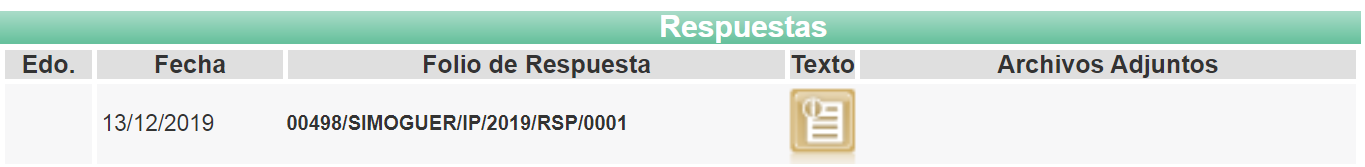 Respuestas
Edo. Fecha Folio de Respuesta Texto Archivos Adjuntos
13/12/2019 00498/SIMOGUER/IP/2019/RSP/0001